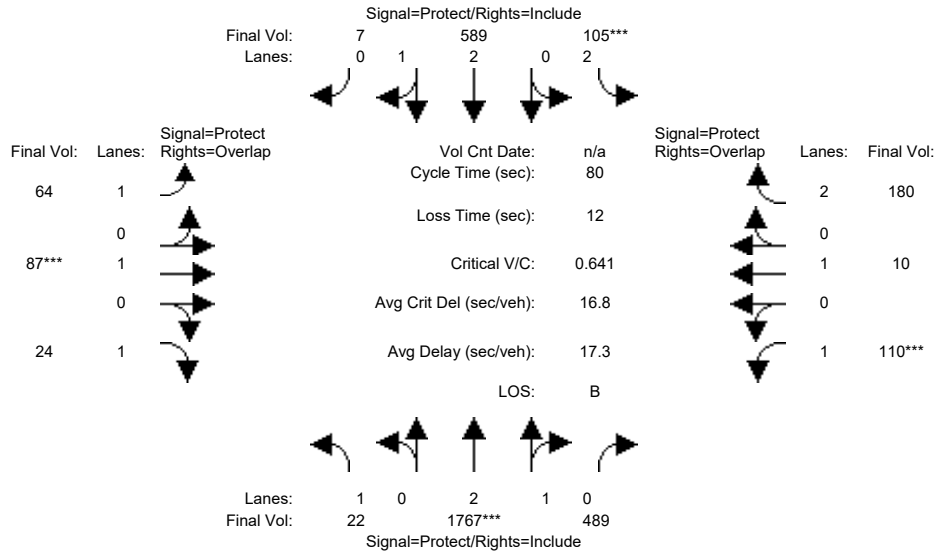 Signal=Protect/Rights=Include
Final Vol: 7 589 105***
Lanes: 0 1 2 0 2
Signal=Protect
Final Vol: Lanes: Rights=Overlap
Vol Cnt Date: n/a
Signal=Protect
Rights=Overlap Lanes: Final Vol:
Cycle Time (sec): 80
64 1
2 180
Loss Time (sec): 12
0
0
87*** 1
Critical V/C: 0.641
1 10
0
Avg Crit Del (sec/veh): 16.8
0
24 1
Avg Delay (sec/veh): 17.3
1 110***
LOS: B
Lanes: 1 0 2 1 0
Final Vol: 22 1767*** 489
Signal=Protect/Rights=Include